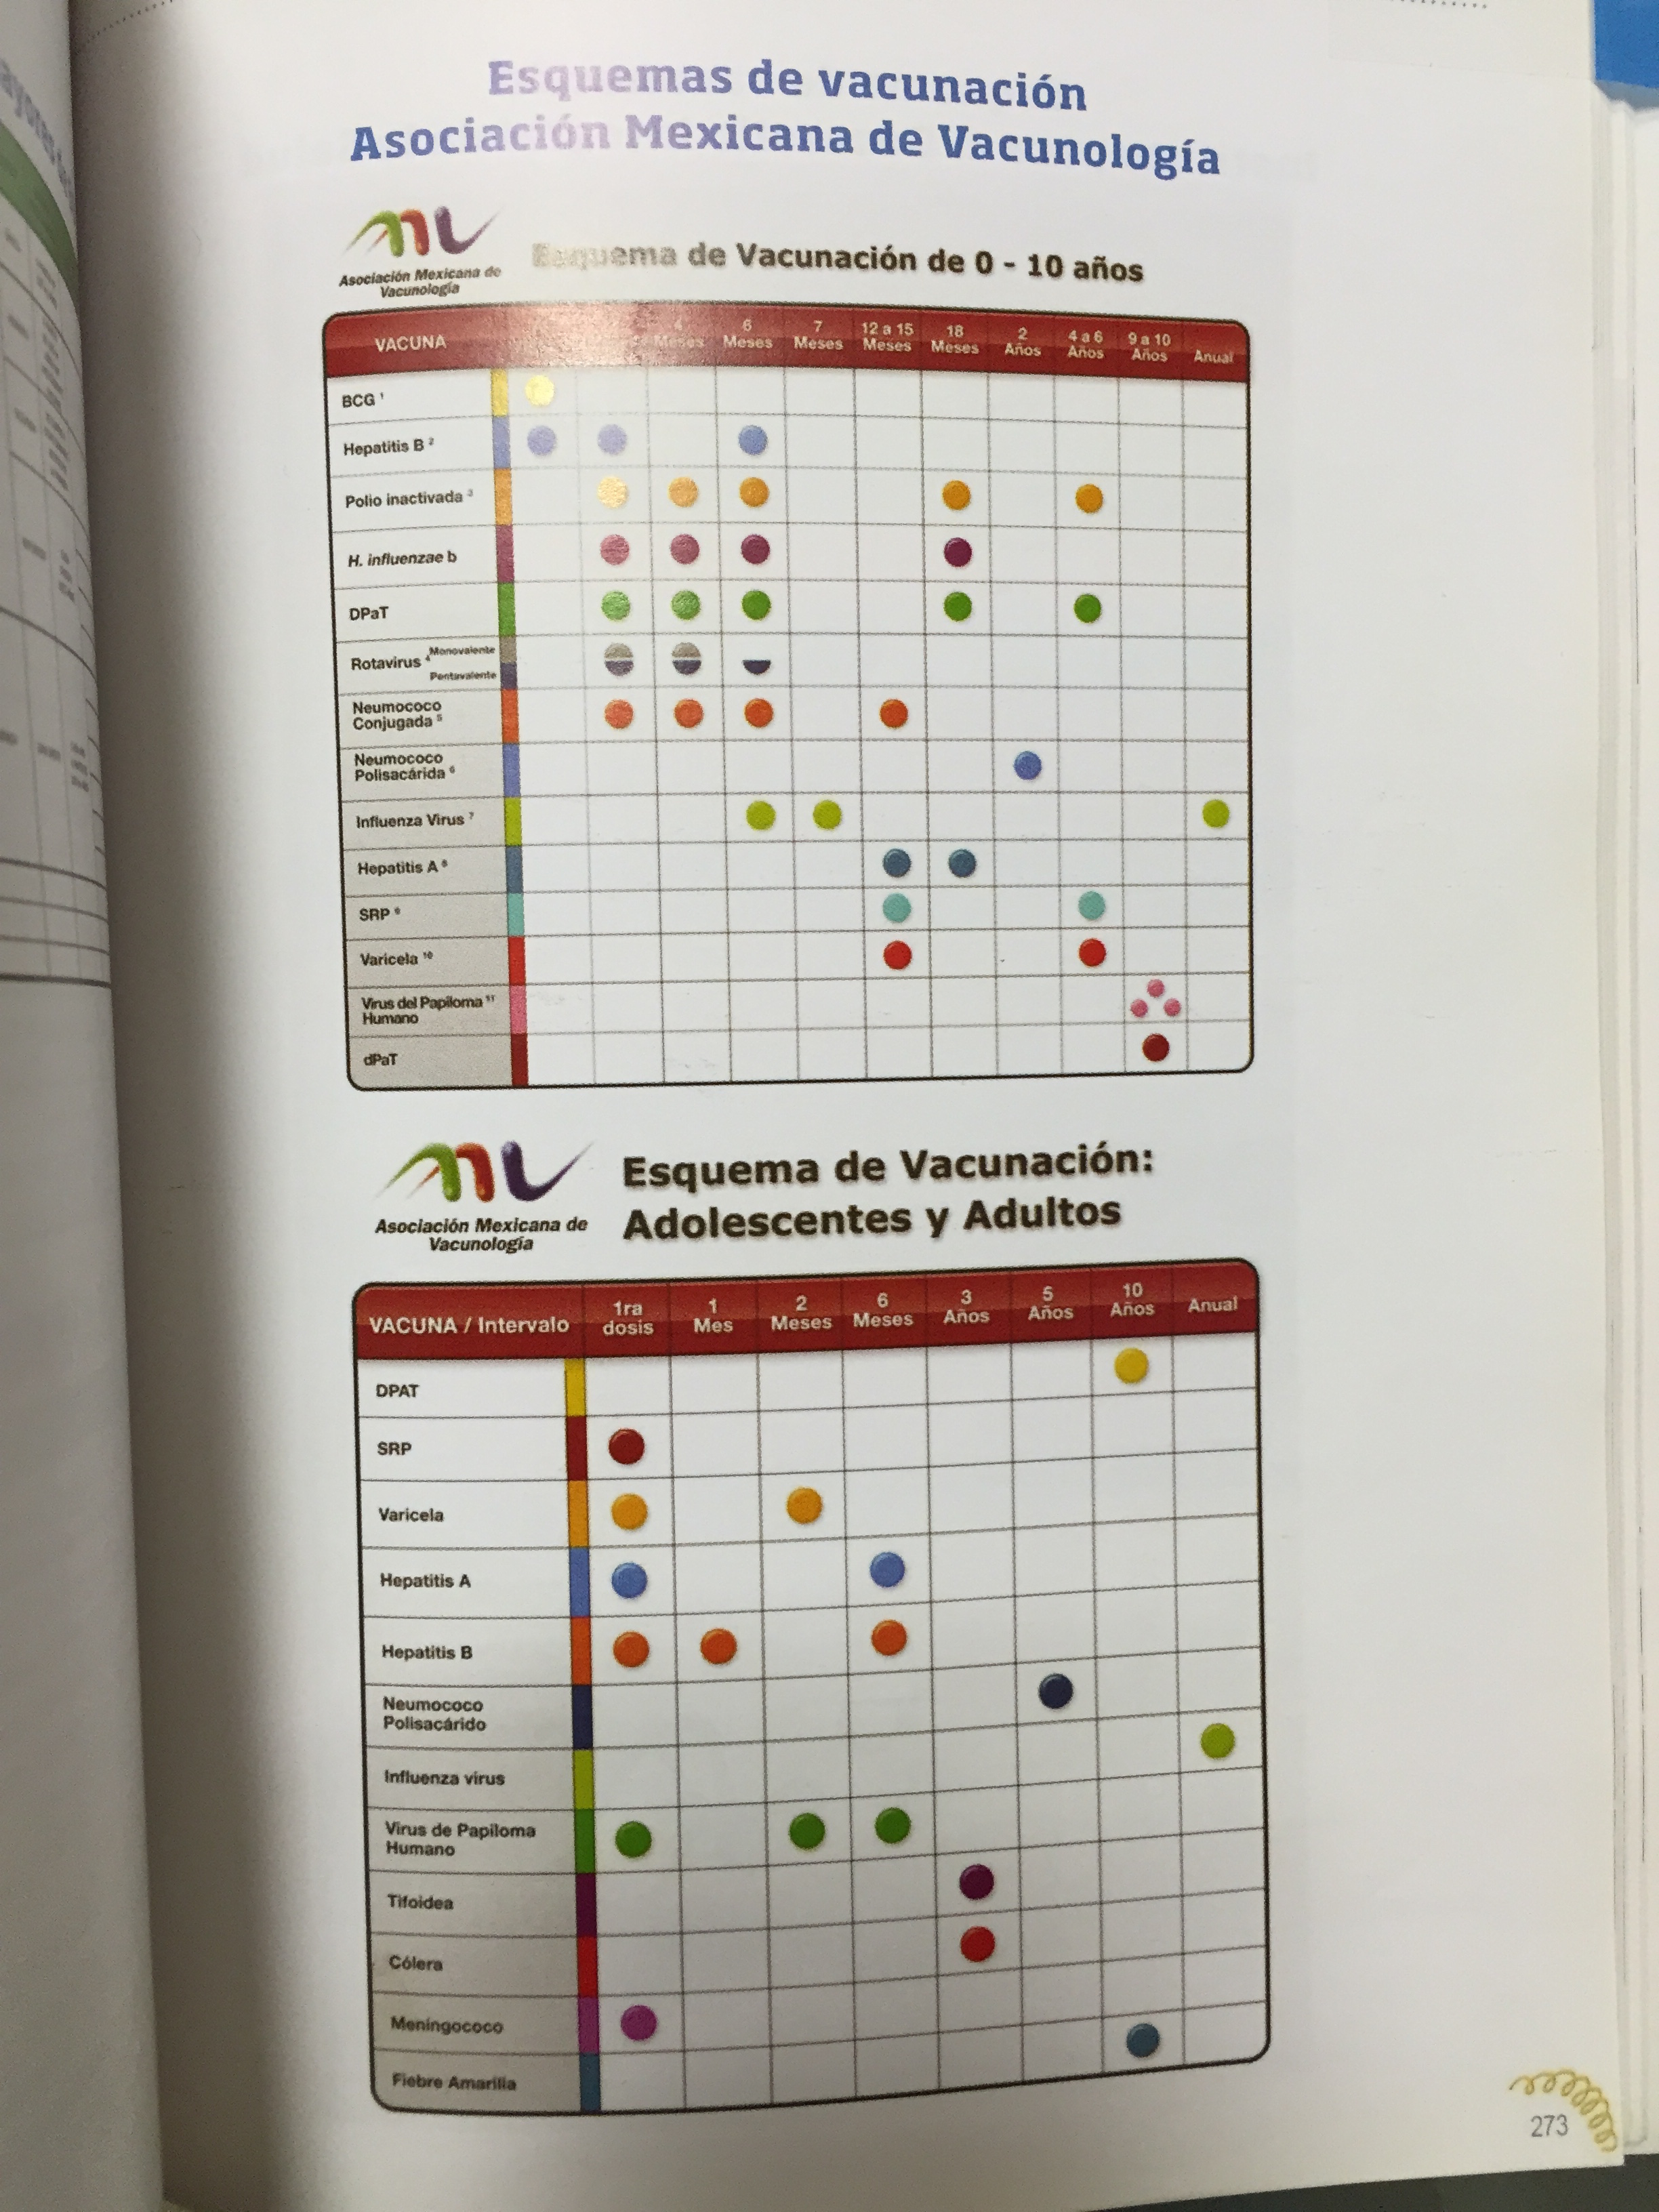 Esquemas de vacunación
Asociación Mexicana de Vacunología
Asociación Mexicana de
Vacunología
Esquema de Vacunación de 0 - 10 años
VACUNA
4 Meses
6 Meses
7 Meses
12 a 15 Meses
18 Meses
2 Años
4 a 6 Años
9 a 10 Años
Anual
BCG ¹
Hepatitis B ²
Polio inactivada ³
H. influenzae b
DPaT
Rotavirus ⁴ Monovalente
Pentavalente
Neumococo
Conjugada ⁵
Neumococo
Polisacárida ⁶
Influenza Virus ⁷
Hepatitis A ⁸
SRP ⁹
Varicela ¹⁰
Virus del Papiloma ¹¹
Humano
dPaT
Asociación Mexicana de
Vacunología
Esquema de Vacunación:
Adolescentes y Adultos
VACUNA / Intervalo
1ra dosis
1 Mes
2 Meses
6 Meses
3 Años
5 Años
10 Años
Anual
DPAT
SRP
Varicela
Hepatitis A
Hepatitis B
Neumococo
Polisacárido
Influenza virus
Virus de Papiloma
Humano
Tifoidea
Cólera
Meningococo
Fiebre Amarilla
273